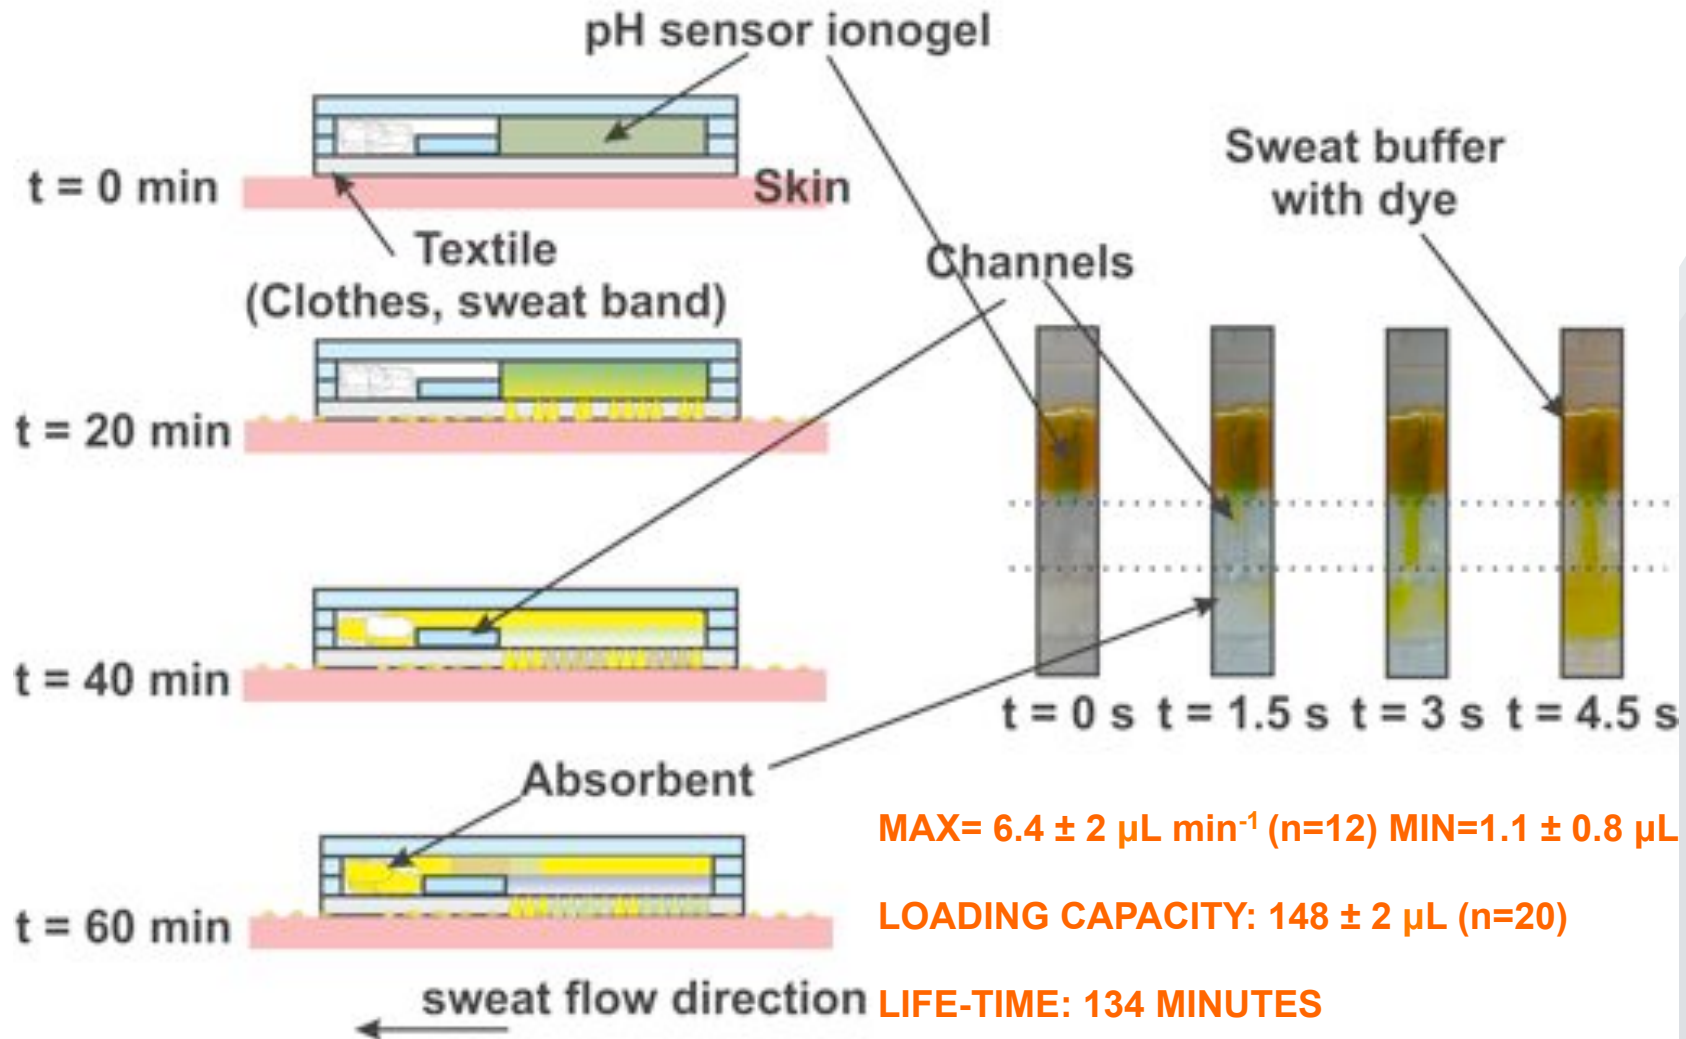 pH sensor ionogel
t = 0 min
Skin
Textile
(Clothes, sweat band)
t = 20 min
t = 40 min
Absorbent
t = 60 min
sweat flow direction
Channels
Sweat buffer
with dye
t = 0 s t = 1.5 s t = 3 s t = 4.5 s
MAX= 6.4 ± 2 µL min⁻¹ (n=12) MIN=1.1 ± 0.8 µL
LOADING CAPACITY: 148 ± 2 µL (n=20)
LIFE-TIME: 134 MINUTES